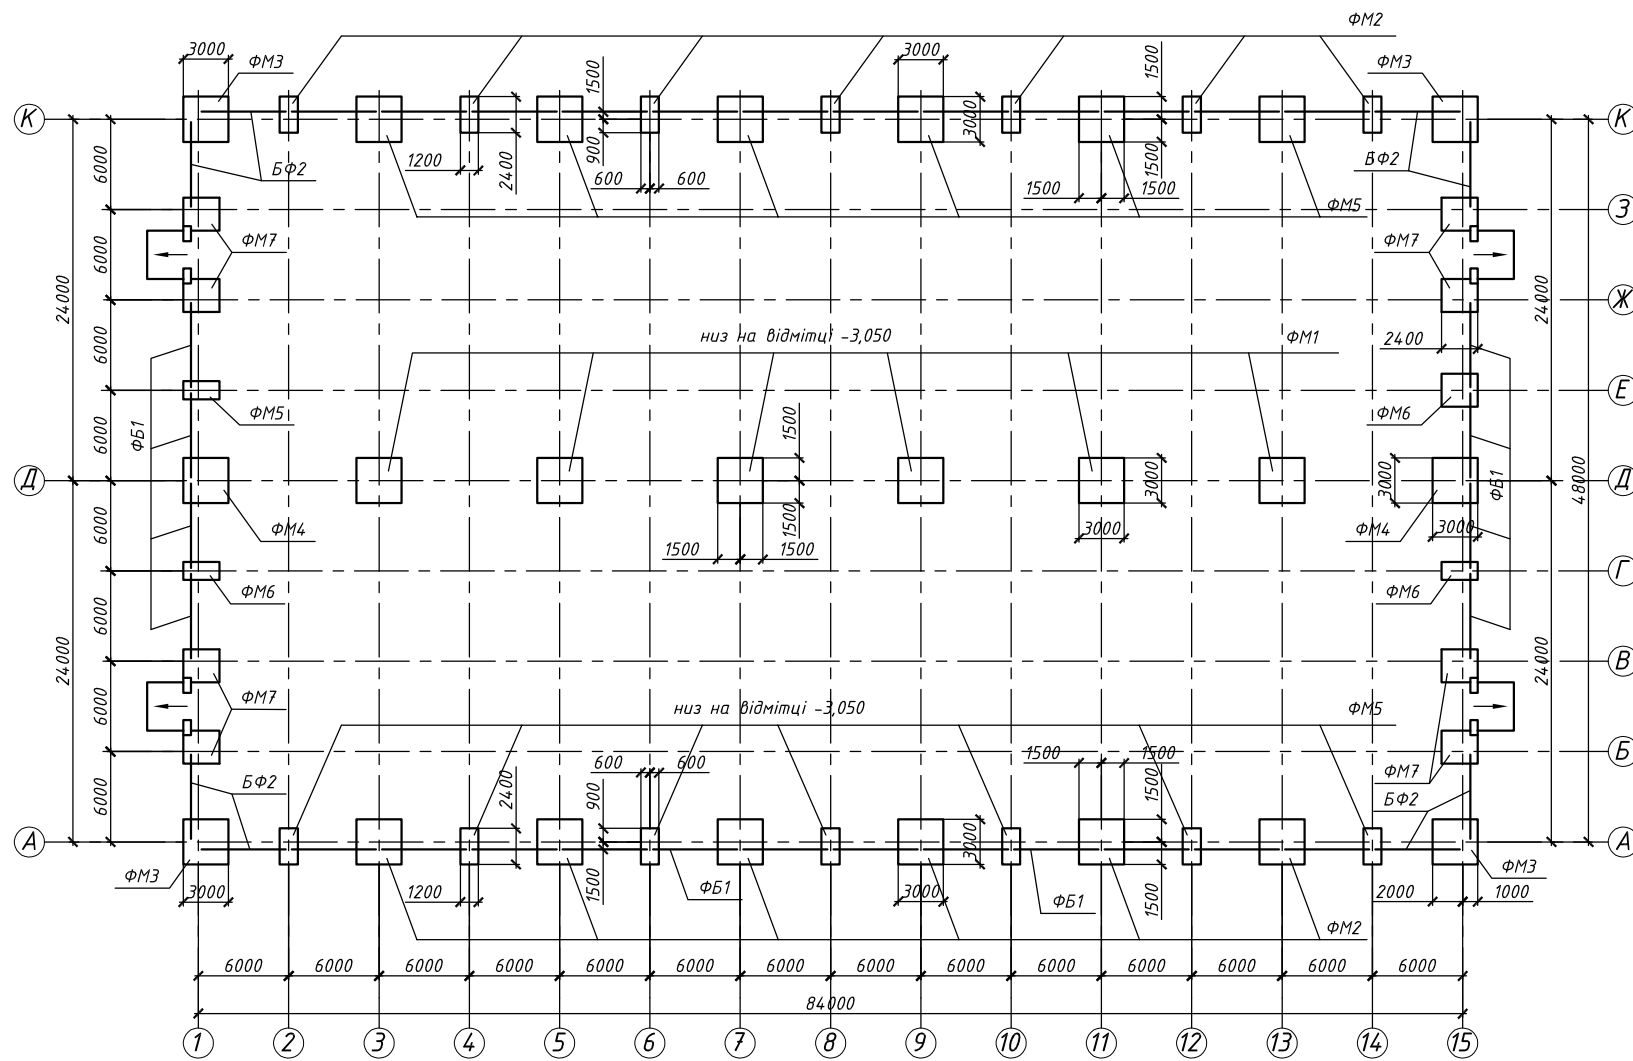 ФМ2
3000
ФМ3
1500
3000
1500
ФМ3
К
К
6000
БФ2
1200
2400
900
600
600
3000
1500
1500
1500
БФ2
ФМ5
З
ФМ7
ФМ7
6000
24000
24000
Ж
6000
низ на відмітці -3,050
ФМ1
2400
Е
ФМ5
ФМ6
ФБ1
6000
1500
Д
3000
3000
ФБ1
48000
Д
ФМ4
1500
1500
1500
3000
ФМ4
3000
6000
Г
ФМ6
ФМ6
6000
24000
24000
В
ФМ7
ФМ7
низ на відмітці -3,050
ФМ5
6000
Б
600
600
1500
1500
БФ2
2400
900
1500
БФ2
6000
А
3000
А
ФМ3
3000
1200
1500
ФБ1
3000
ФБ1
1500
2000
1000
ФМ3
ФМ2
6000 6000 6000 6000 6000 6000 6000 6000 6000 6000 6000 6000 6000 6000
84000
1 2 3 4 5 6 7 8 9 10 11 12 13 14 15